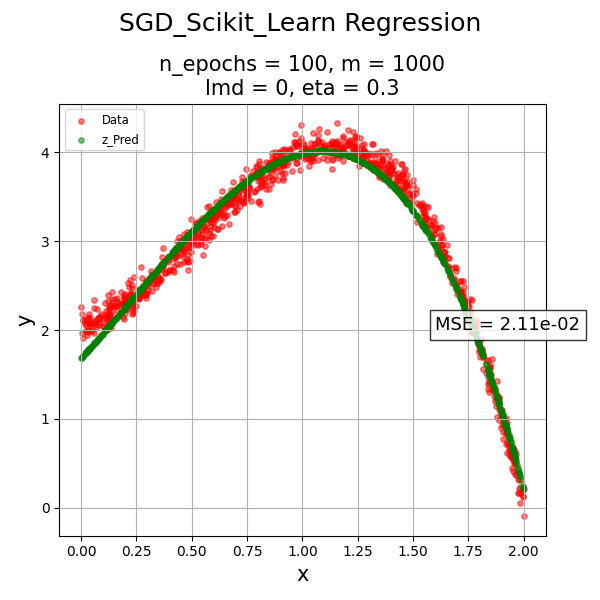 SGD_Scikit_Learn Regression
n_epochs = 100, m = 1000
lmd = 0, eta = 0.3
Data
z_Pred
4
3
2
1
0
y
MSE = 2.11e-02
0.00 0.25 0.50 0.75 1.00 1.25 1.50 1.75 2.00
x